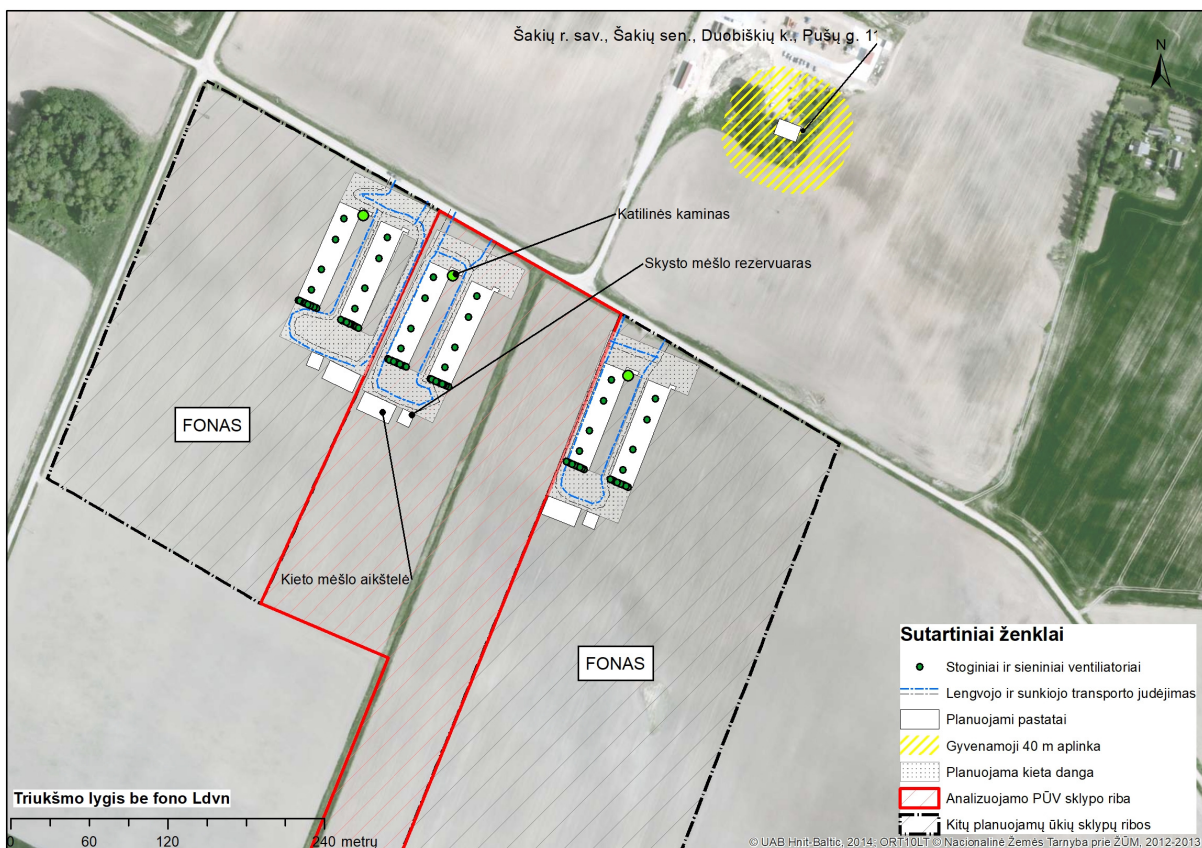 Šakių r. sav., Šakių sen., Duobiškių k., Pušų g. 11
N
Katilinės kaminas
Skysto mėšlo rezervuaras
FONAS
Kieto mėšlo aikštelė
FONAS
Sutartiniai ženklai
Stoginiai ir sieniniai ventiliatoriai
Lengvojo ir sunkiojo transporto judėjimas
Planuojami pastatai
Gyvenamoji 40 m aplinka
Planuojama kieta danga
Analizuojamo PŪV sklypo riba
Kitų planuojamų ūkių sklypų ribos
Triukšmo lygis be fono Ldvn
0 60 120 240 metrų
© UAB Hnit-Baltic, 2014; ORT10LT © Nacionalinė Žemės Tarnyba prie ŽŪM, 2012-2013